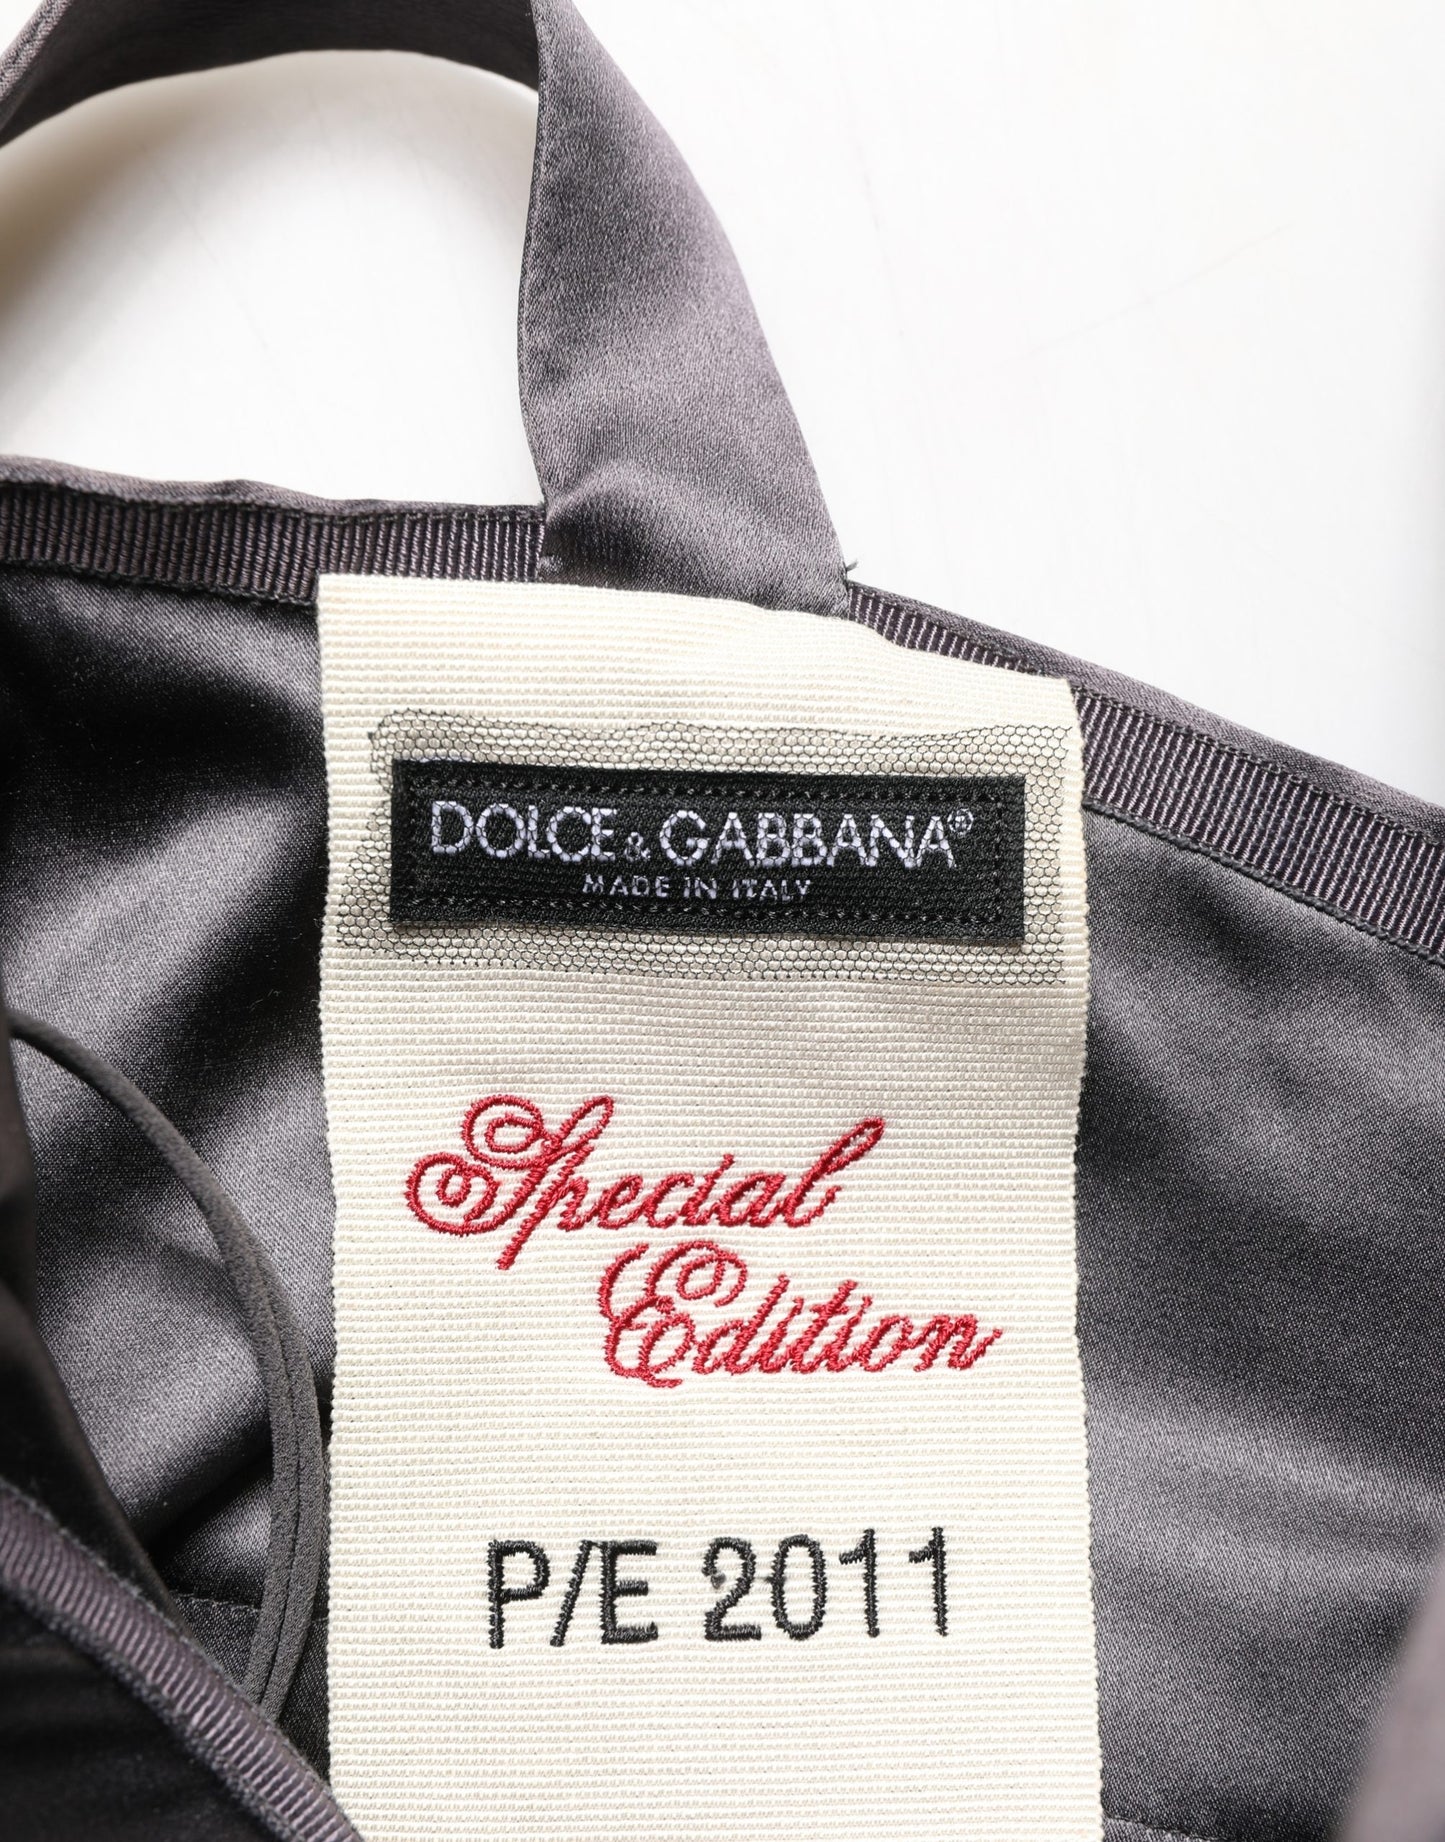 DOLCE & GABBANA®
MADE IN ITALY
Special
Edition
P/E 2011